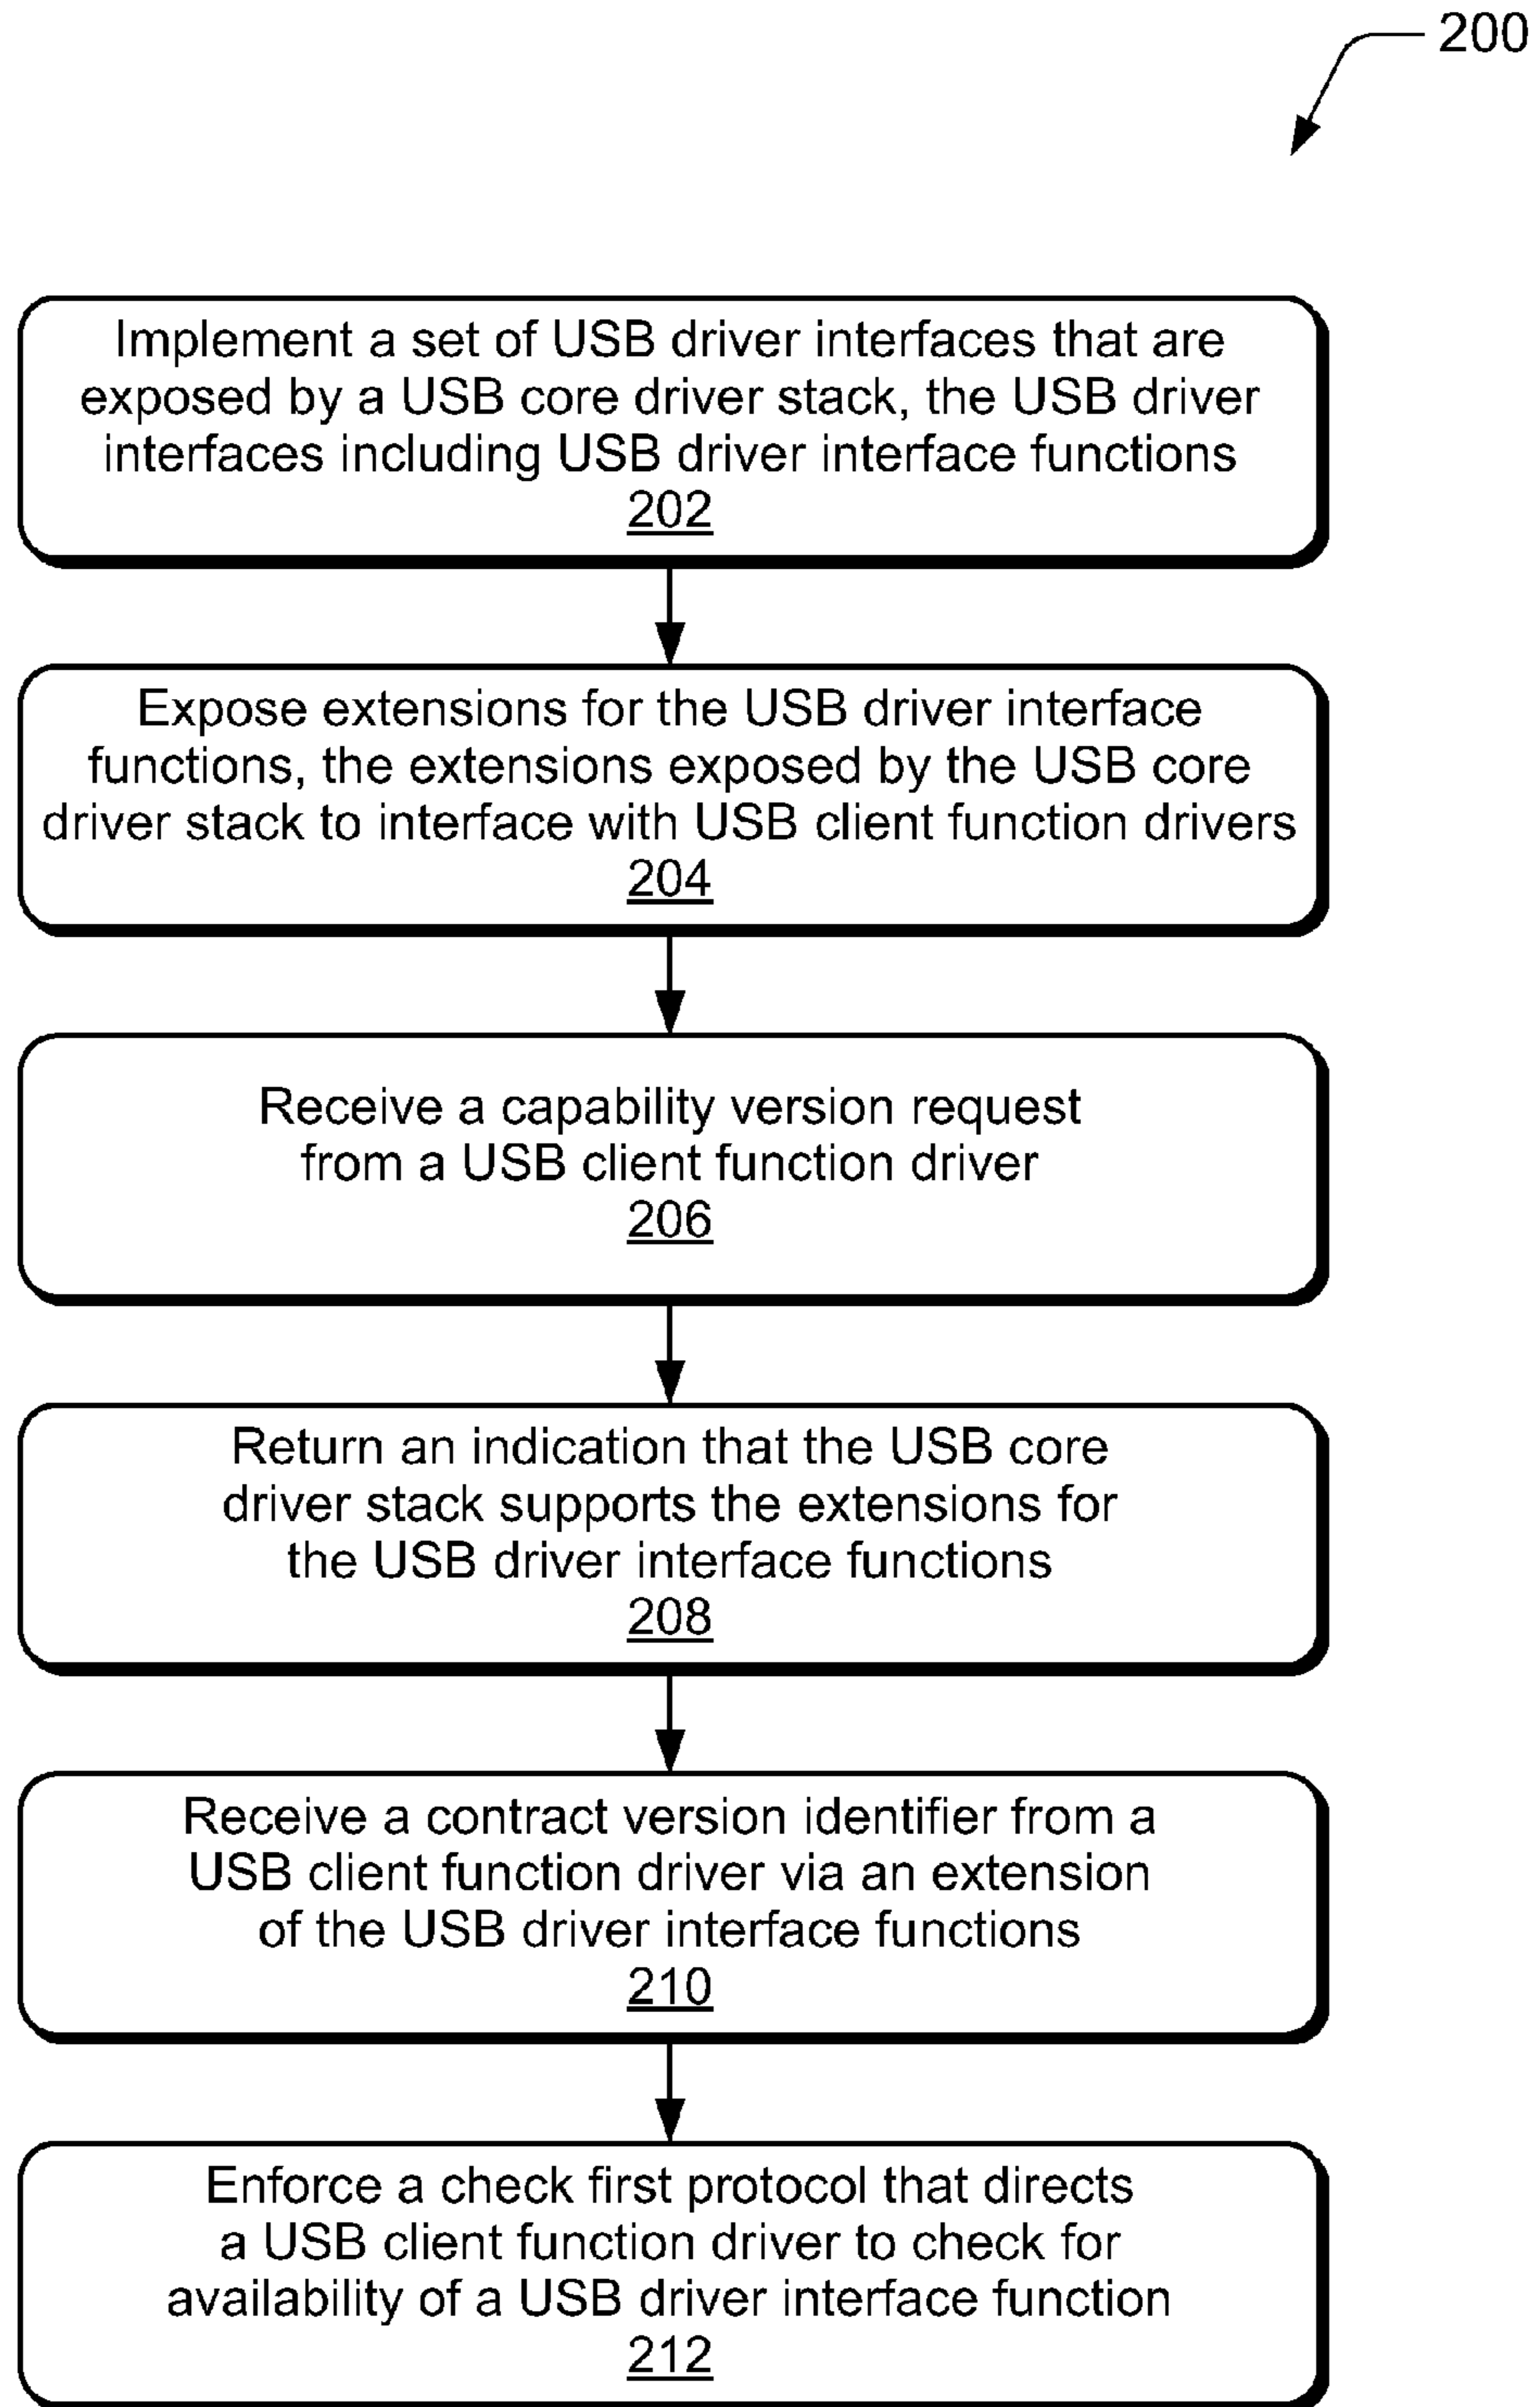 200
Implement a set of USB driver interfaces that are
exposed by a USB core driver stack, the USB driver
interfaces including USB driver interface functions
202
Expose extensions for the USB driver interface
functions, the extensions exposed by the USB core
driver stack to interface with USB client function drivers
204
Receive a capability version request
from a USB client function driver
206
Return an indication that the USB core
driver stack supports the extensions for
the USB driver interface functions
208
Receive a contract version identifier from a
USB client function driver via an extension
of the USB driver interface functions
210
Enforce a check first protocol that directs
a USB client function driver to check for
availability of a USB driver interface function
212